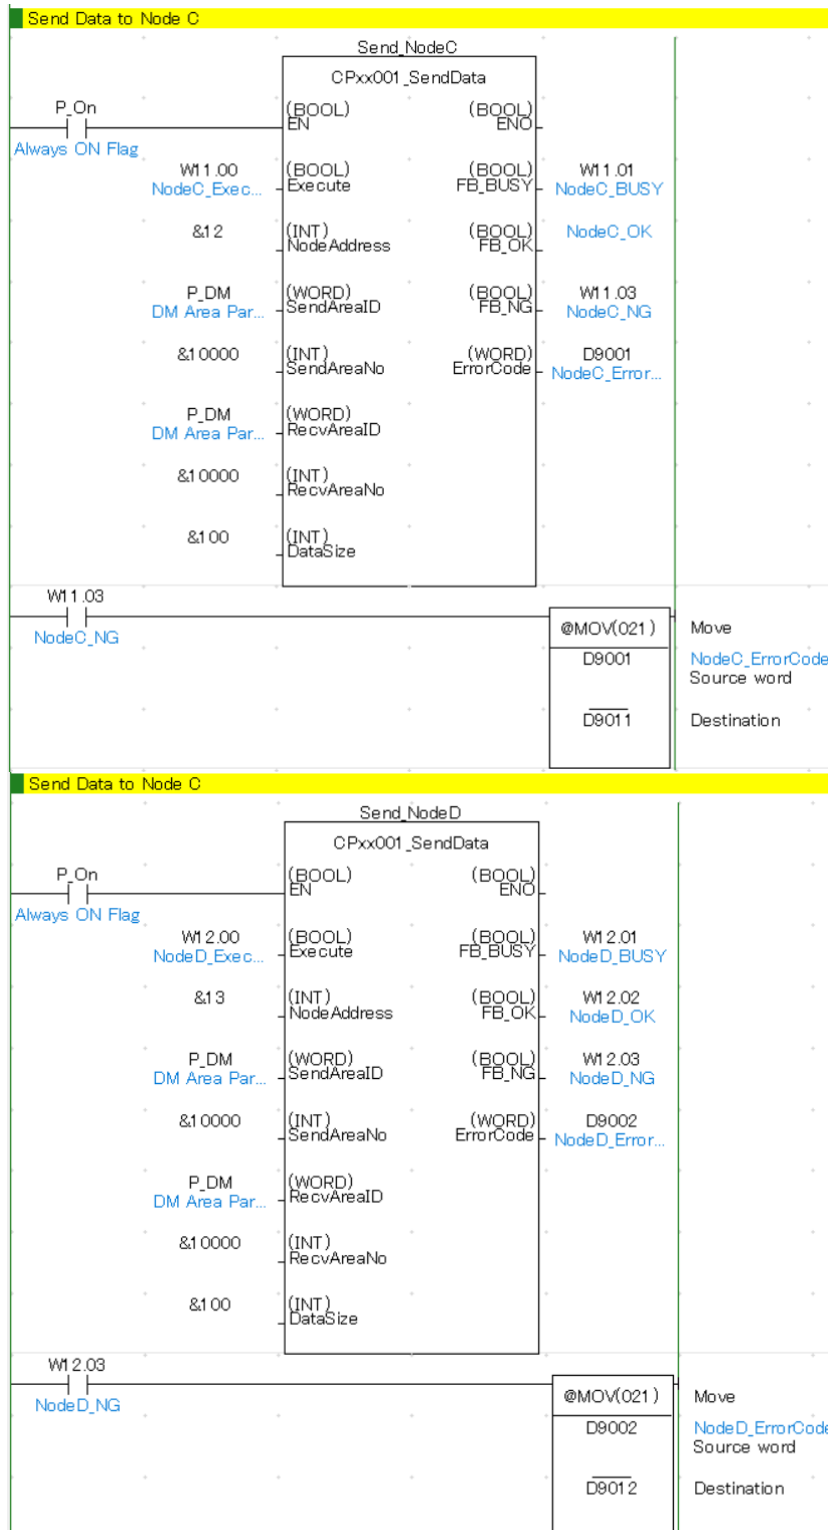 Send Data to Node C
Send_NodeC
CPxx001_SendData
P_On
(BOOL) (BOOL)
EN ENO
Always ON Flag
W11.00 (BOOL) (BOOL) W11.01
NodeC_Exec... Execute FB_BUSY NodeC_BUSY
&12 (INT) (BOOL) NodeC_OK
NodeAddress FB_OK
P_DM (WORD) (BOOL) W11.03
DM Area Par... SendAreaID FB_NG NodeC_NG
&10000 (INT) (WORD) D9001
SendAreaNo ErrorCode NodeC_Error...
P_DM (WORD)
DM Area Par... RecvAreaID
&10000 (INT)
RecvAreaNo
&100 (INT)
DataSize
W11.03
NodeC_NG
@MOV(021) Move
D9001 NodeC_ErrorCode
Source word
D9011 Destination
Send Data to Node C
Send_NodeD
CPxx001_SendData
P_On
(BOOL) (BOOL)
EN ENO
Always ON Flag
W12.00 (BOOL) (BOOL) W12.01
NodeD_Exec... Execute FB_BUSY NodeD_BUSY
&13 (INT) (BOOL) W12.02
NodeAddress FB_OK NodeD_OK
P_DM (WORD) (BOOL) W12.03
DM Area Par... SendAreaID FB_NG NodeD_NG
&10000 (INT) (WORD) D9002
SendAreaNo ErrorCode NodeD_Error...
P_DM (WORD)
DM Area Par... RecvAreaID
&10000 (INT)
RecvAreaNo
&100 (INT)
DataSize
W12.03
NodeD_NG
@MOV(021) Move
D9002 NodeD_ErrorCode
Source word
D9012 Destination